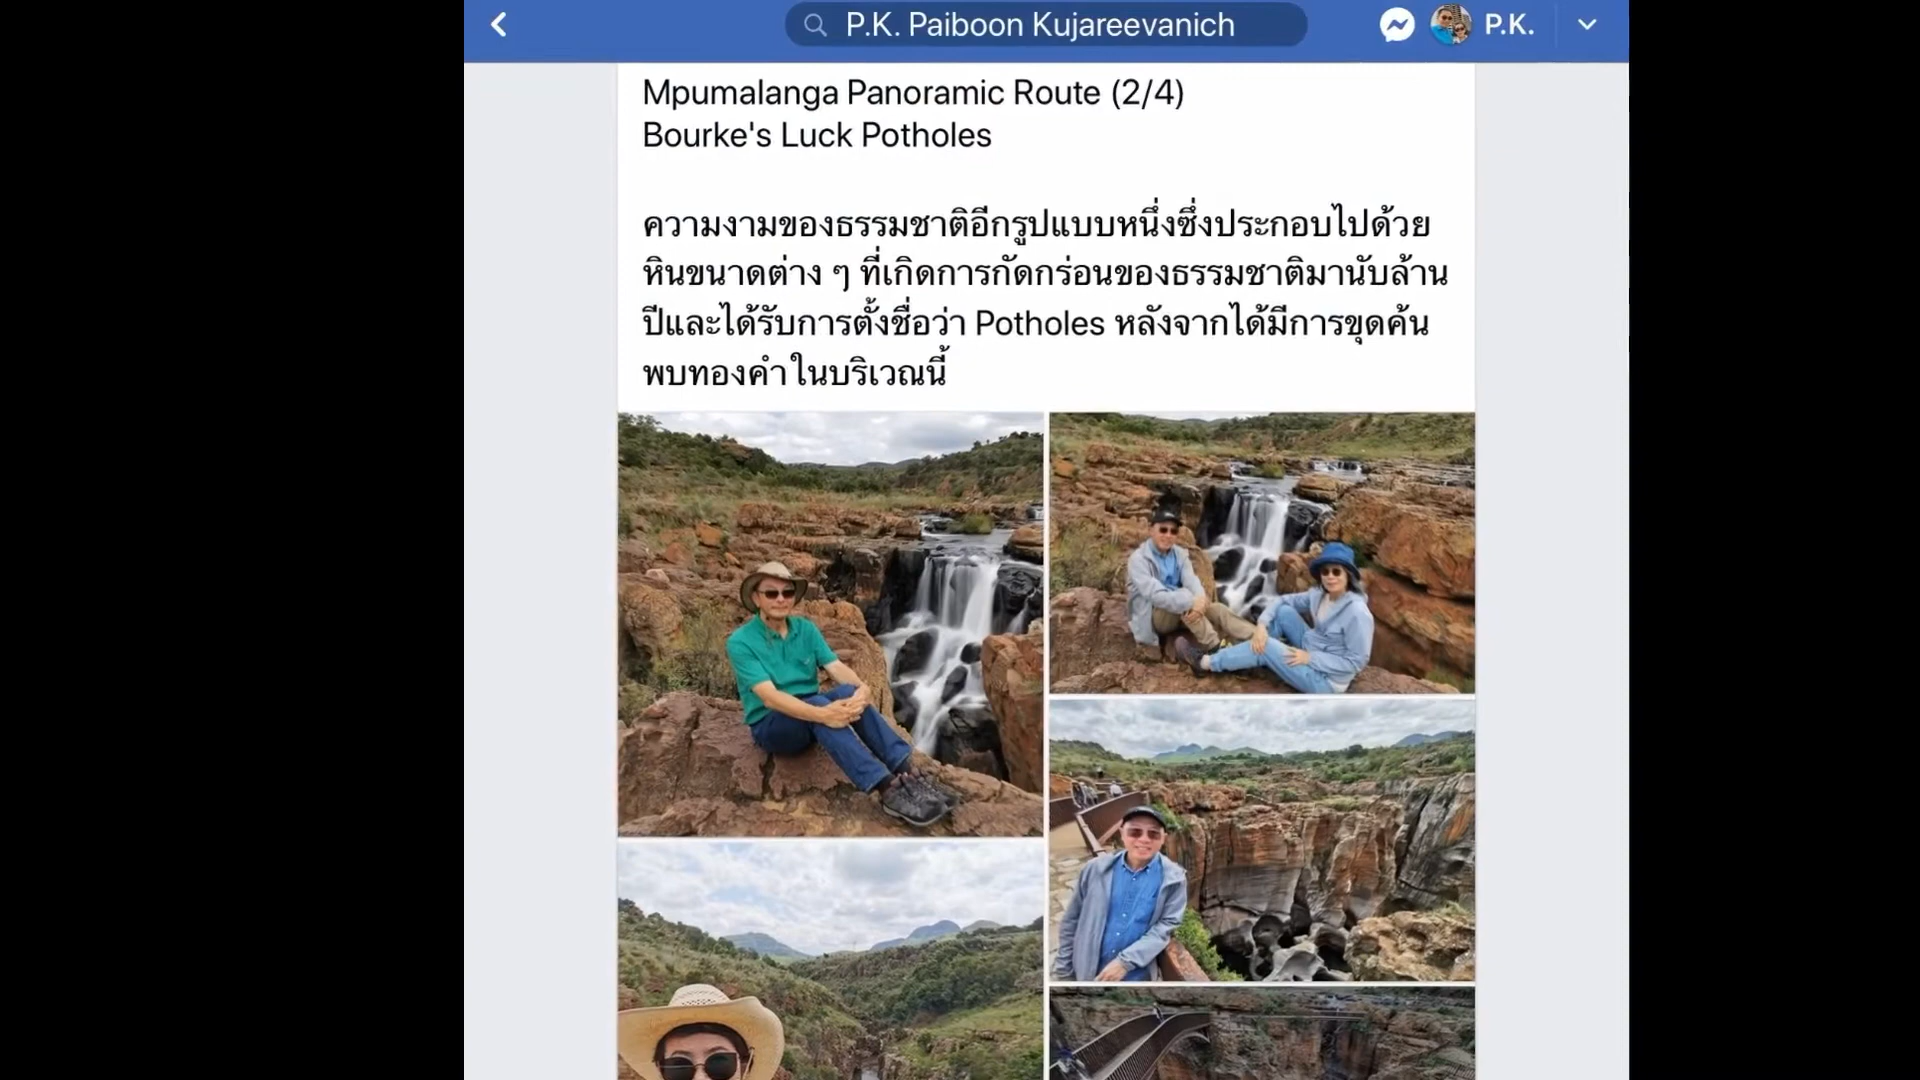 P.K. Paiboon Kujareevanich
P.K.
Mpumalanga Panoramic Route (2/4)
Bourke's Luck Potholes
ความงามของธรรมชาติอีกรูปแบบหนึ่งซึ่งประกอบไปด้วย
หินขนาดต่าง ๆ ที่เกิดการกัดกร่อนของธรรมชาติมานับล้าน
ปีและได้รับการตั้งชื่อว่า Potholes หลังจากได้มีการขุดค้น
พบทองคำในบริเวณนี้